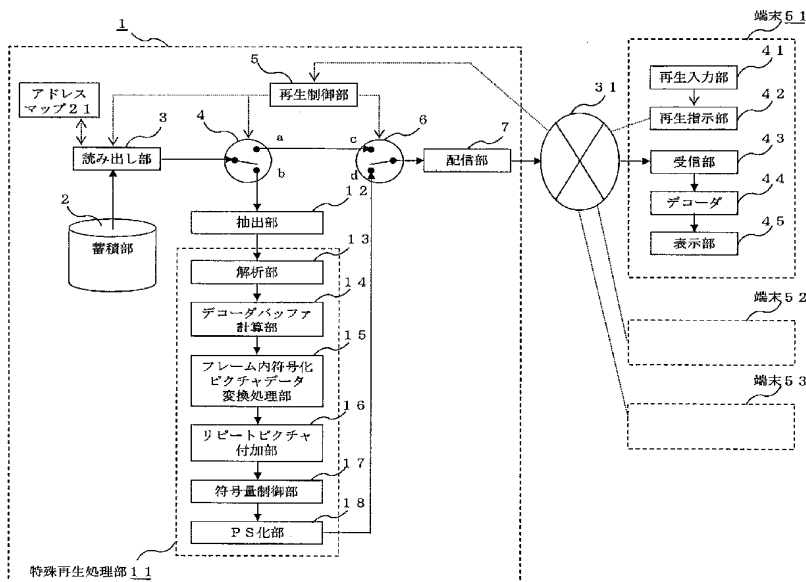 1
端末５１
アドレス
マップ２１
5
再生制御部
３１
４１
再生入力部
４２
再生指示部
3
読み出し部
4
a
b
c
d
6
7
配信部
４３
受信部
４４
デコーダ
４５
表示部
2
蓄積部
１２
抽出部
１３
解析部
１４
デコーダバッファ
計算部
１５
フレーム内符号化
ピクチャデータ
変換処理部
１６
リピートピクチャ
付加部
１７
符号量制御部
１８
ＰＳ化部
特殊再生処理部１１
端末５２
端末５３